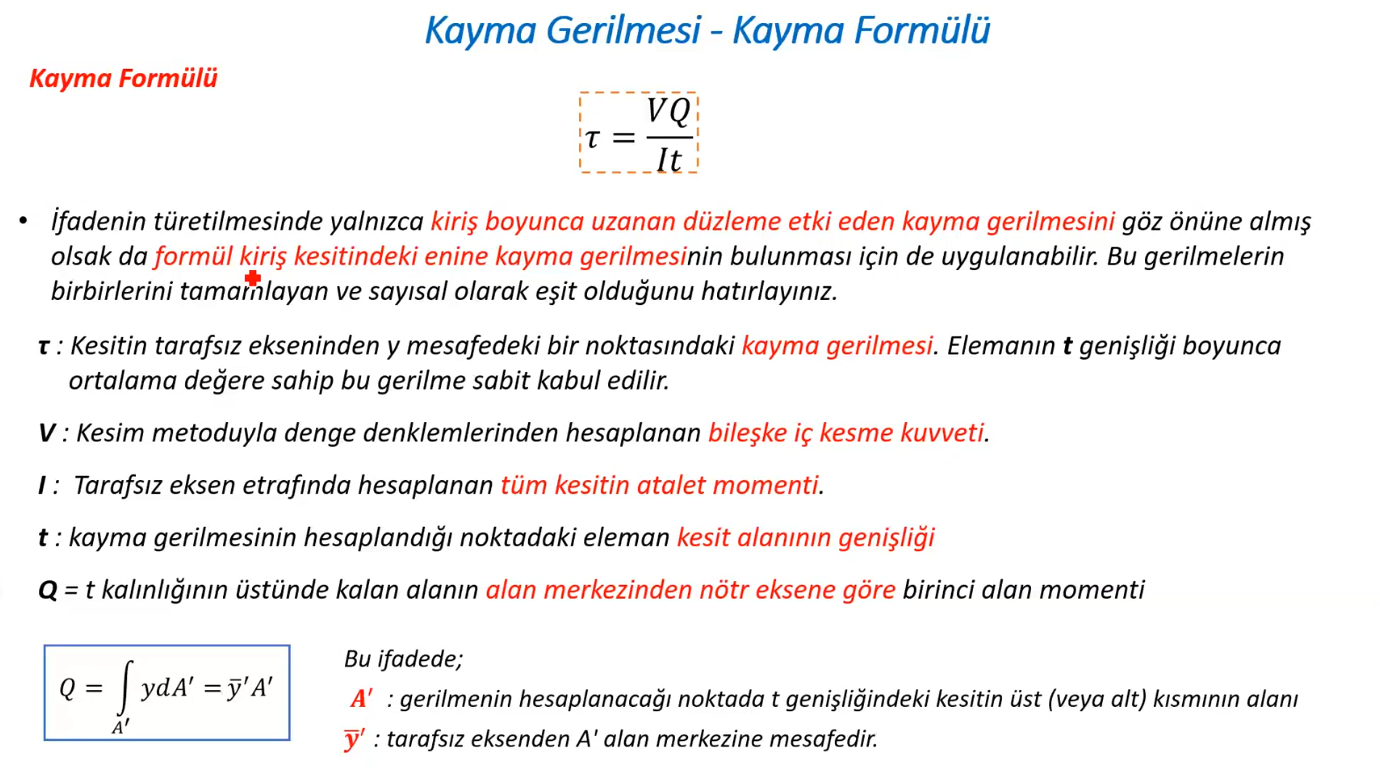 Kayma Gerilmesi - Kayma Formülü
Kayma Formülü
τ = VQ / It
• İfadenin türetilmesinde yalnızca kiriş boyunca uzanan düzleme etki eden kayma gerilmesini göz önüne almış
olsak da formül kiriş kesitindeki enine kayma gerilmesinin bulunması için de uygulanabilir. Bu gerilmelerin
birbirlerini tamamlayan ve sayısal olarak eşit olduğunu hatırlayınız.
τ : Kesitin tarafsız ekseninden y mesafedeki bir noktasındaki kayma gerilmesi. Elemanın t genişliği boyunca
ortalama değere sahip bu gerilme sabit kabul edilir.
V : Kesim metoduyla denge denklemlerinden hesaplanan bileşke iç kesme kuvveti.
I : Tarafsız eksen etrafında hesaplanan tüm kesitin atalet momenti.
t : kayma gerilmesinin hesaplandığı noktadaki eleman kesit alanının genişliği
Q = t kalınlığının üstünde kalan alanın alan merkezinden nötr eksene göre birinci alan momenti
Q = ∫A' ydA' = ȳ'A'
Bu ifadede;
A' : gerilmenin hesaplanacağı noktada t genişliğindeki kesitin üst (veya alt) kısmının alanı
ȳ' : tarafsız eksenden A' alan merkezine mesafedir.